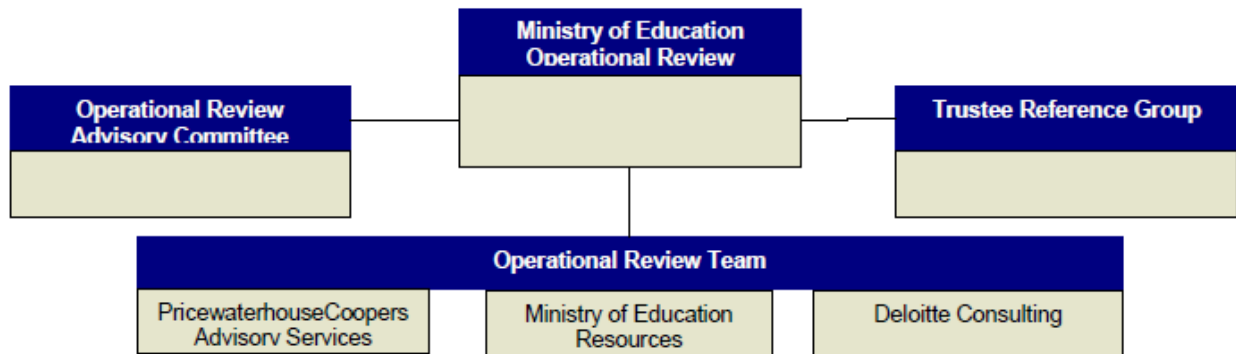 Ministry of Education
Operational Review
Operational Review
Advisory Committee
Trustee Reference Group
Operational Review Team
PricewaterhouseCoopers
Advisory Services
Ministry of Education
Resources
Deloitte Consulting